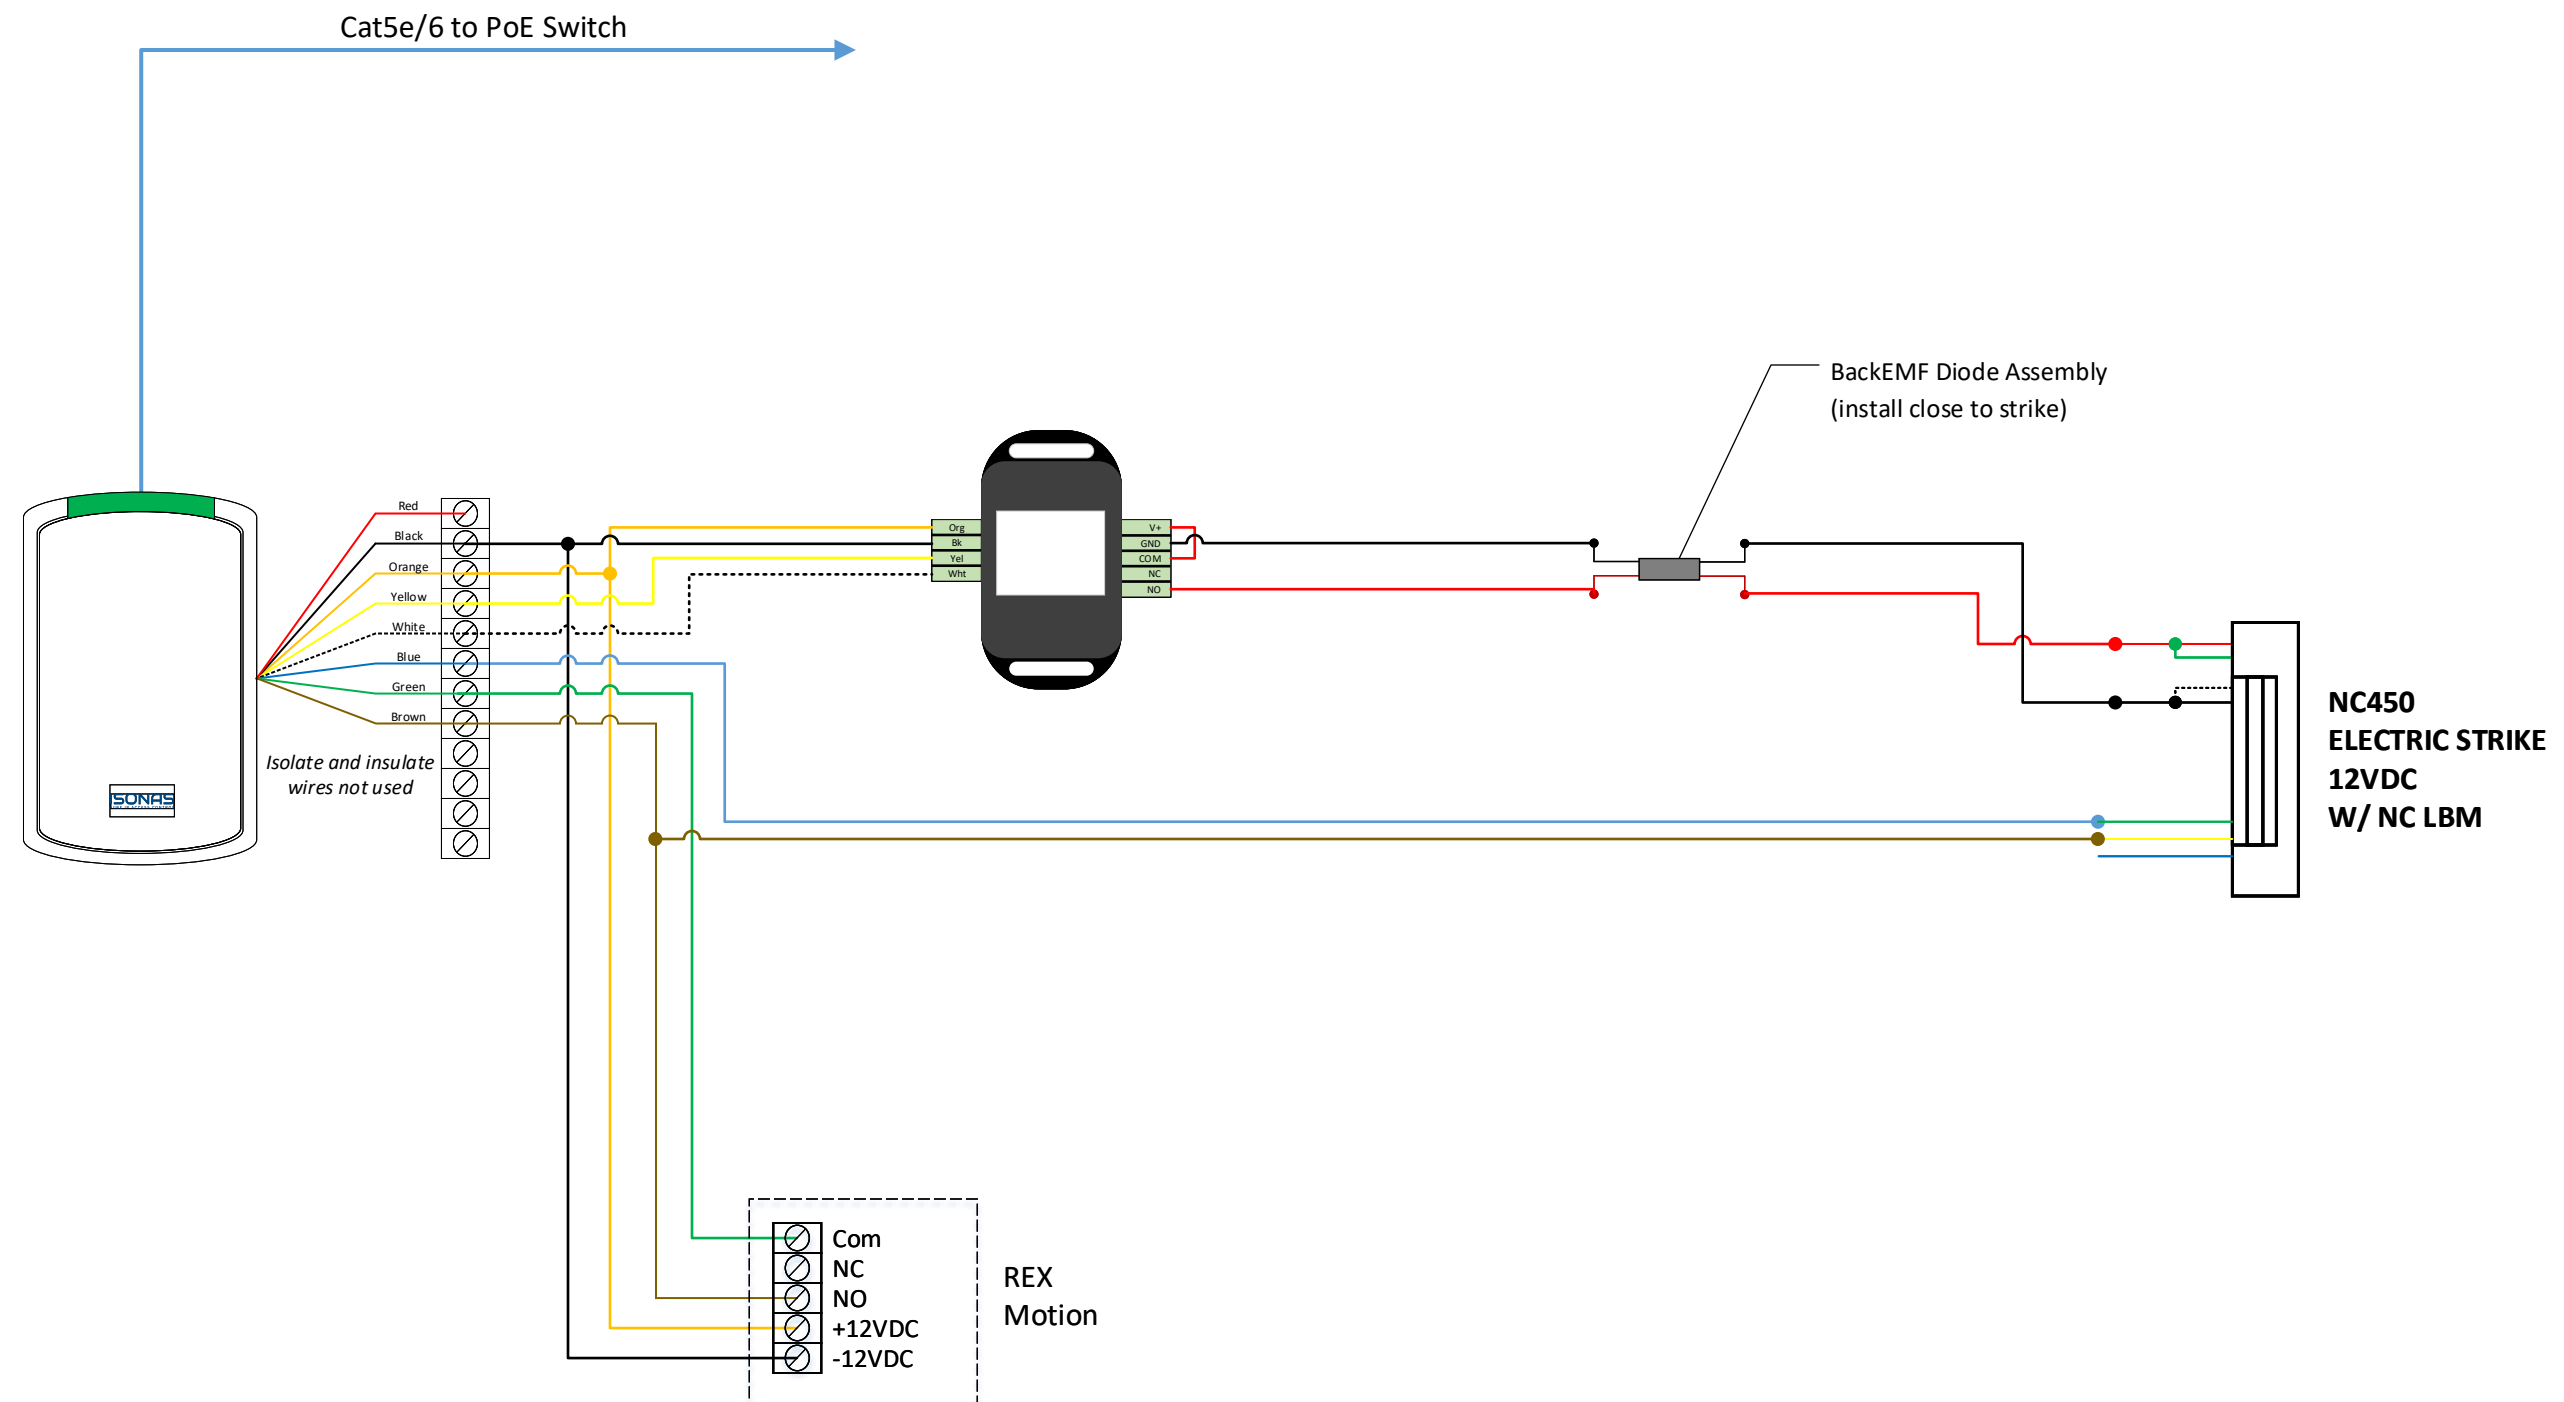 Cat5e/6 to PoE Switch
BackEMF Diode Assembly
(install close to strike)
Red
Black
Orange
Yellow
White
Blue
Green
Brown
Isolate and insulate
wires not used
ISONAS
Org
Bk
Yel
Wht
V+
GND
COM
NC
NO
NC450
ELECTRIC STRIKE
12VDC
W/ NC LBM
Com
NC
NO
+12VDC
-12VDC
REX
Motion